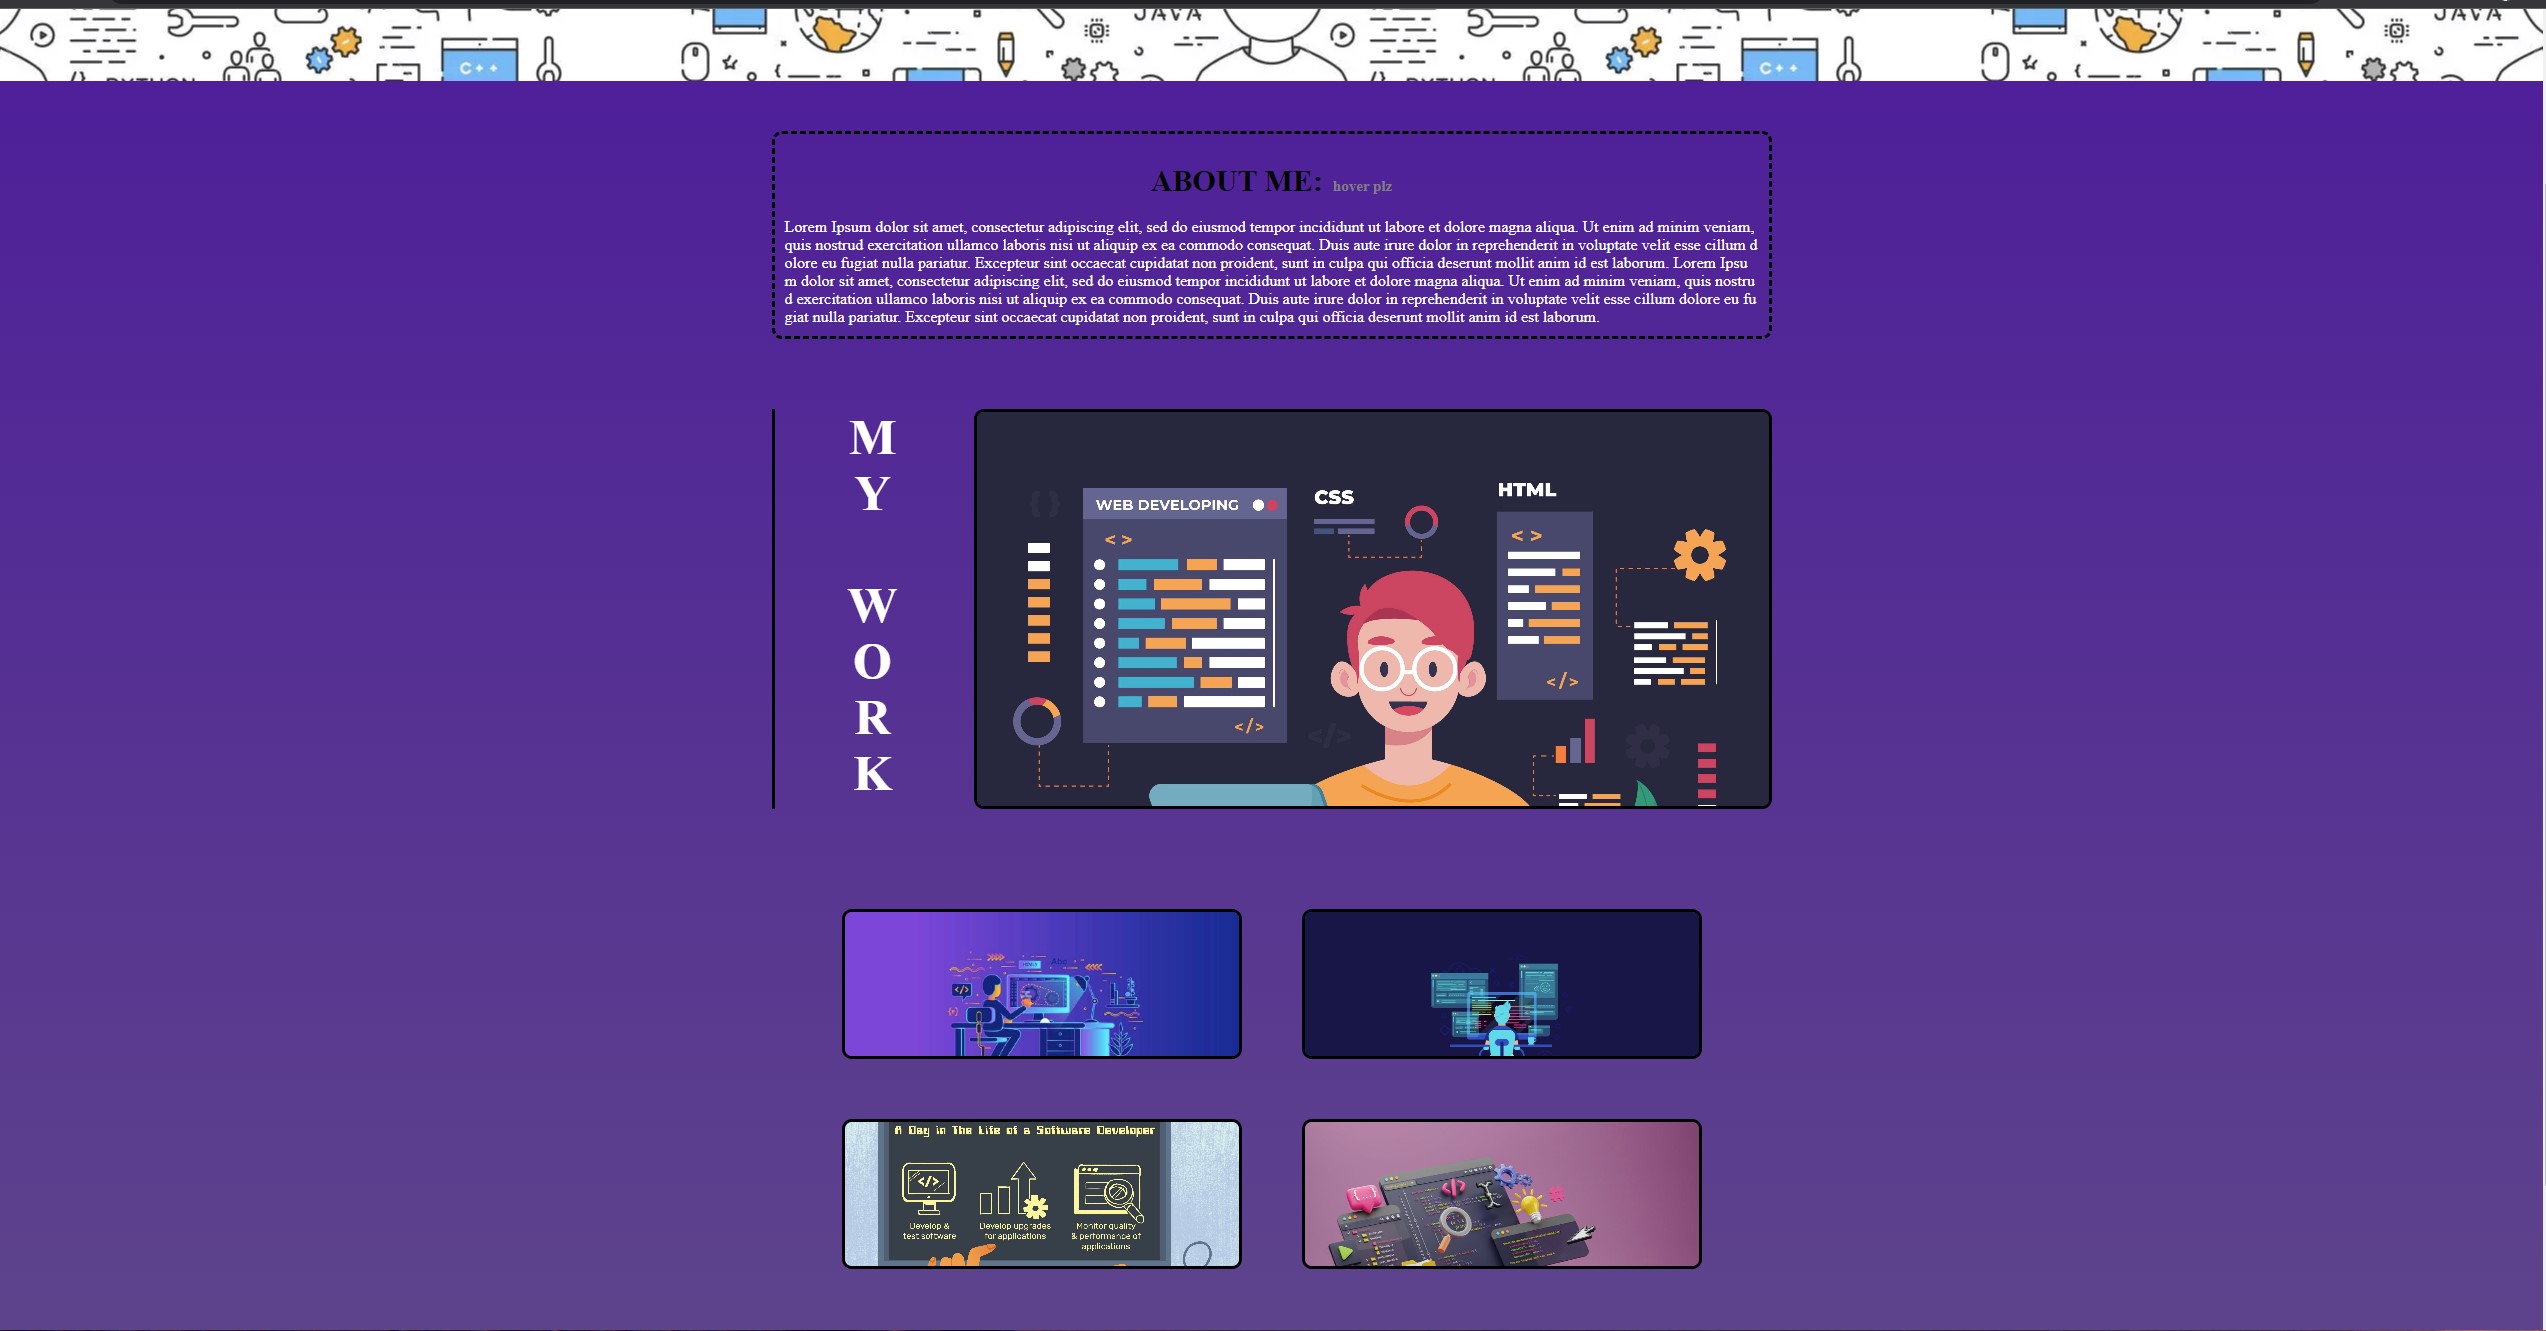 JAVA
JAVA
C++
C++
ABOUT ME: hover plz
Lorem Ipsum dolor sit amet, consectetur adipiscing elit, sed do eiusmod tempor incididunt ut labore et dolore magna aliqua. Ut enim ad minim veniam,
quis nostrud exercitation ullamco laboris nisi ut aliquip ex ea commodo consequat. Duis aute irure dolor in reprehenderit in voluptate velit esse cillum d
olore eu fugiat nulla pariatur. Excepteur sint occaecat cupidatat non proident, sunt in culpa qui officia deserunt mollit anim id est laborum. Lorem Ipsu
m dolor sit amet, consectetur adipiscing elit, sed do eiusmod tempor incididunt ut labore et dolore magna aliqua. Ut enim ad minim veniam, quis nostru
d exercitation ullamco laboris nisi ut aliquip ex ea commodo consequat. Duis aute irure dolor in reprehenderit in voluptate velit esse cillum dolore eu fu
giat nulla pariatur. Excepteur sint occaecat cupidatat non proident, sunt in culpa qui officia deserunt mollit anim id est laborum.
M
Y
W
O
R
K
WEB DEVELOPING
< >
</>
CSS
HTML
< >
</>
</>
Abc
</>
A Day in The Life of a Software Developer
</>
Develop &
test software
Develop upgrades
for applications
Monitor quality
& performance of
applications